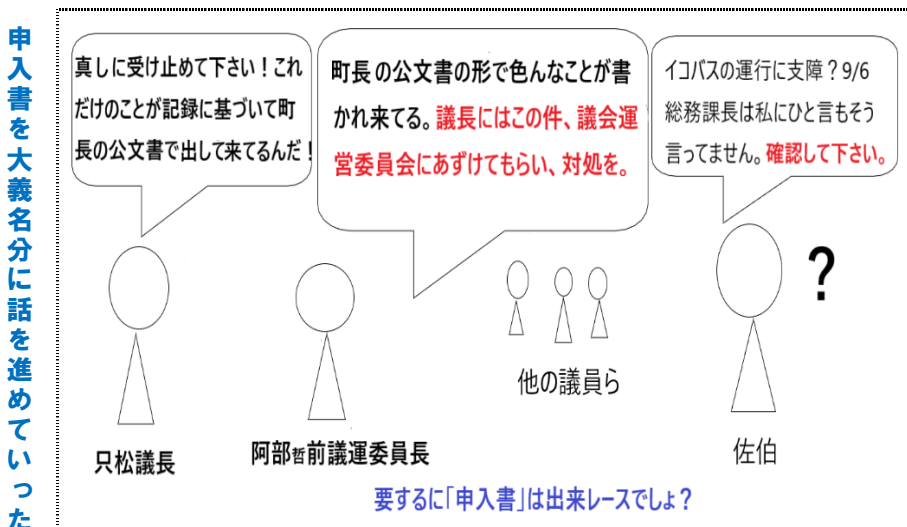 申入書を大義名分に話を進めていった
真しに受け止めて下さい！これ
だけのことが記録に基づいて町
長の公文書で出して来てるんだ！
町長の公文書の形で色んなことが書
かれ来てる。議長にはこの件、議会運
営委員会にあずけてもらい、対処を。
イコバスの運行に支障？9/6
総務課長は私にひと言もそう
言ってません。確認して下さい。
?
他の議員ら
只松議長
阿部哲前議運委員長
佐伯
要するに「申入書」は出来レースでしょ？